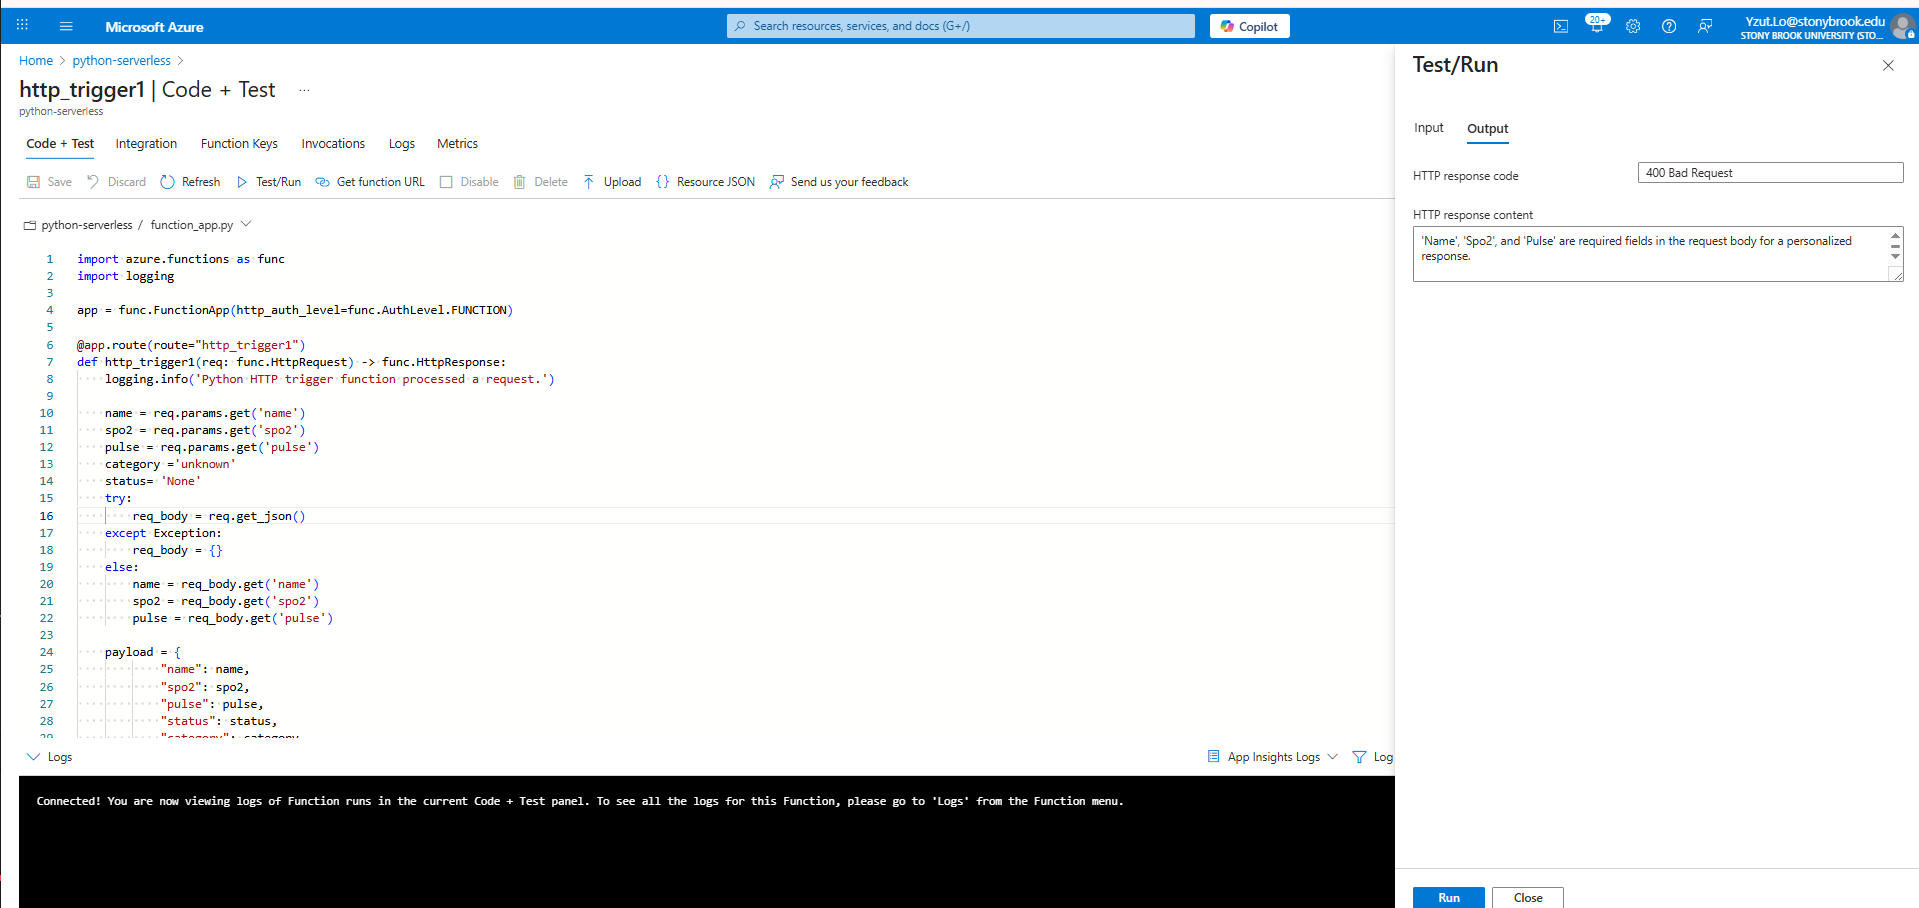 Microsoft Azure
Search resources, services, and docs (G+/)
Copilot
20+
Yzut.Lo@stonybrook.edu
STONY BROOK UNIVERSITY (STO...
Home > python-serverless >
http_trigger1 | Code + Test ...
python-serverless
Code + Test Integration Function Keys Invocations Logs Metrics
Save Discard Refresh Test/Run Get function URL Disable Delete Upload {} Resource JSON Send us your feedback
python-serverless / function_app.py
1 import azure.functions as func
2 import logging
3
4 app = func.FunctionApp(http_auth_level=func.AuthLevel.FUNCTION)
5
6 @app.route(route="http_trigger1")
7 def http_trigger1(req: func.HttpRequest) -> func.HttpResponse:
8 logging.info('Python HTTP trigger function processed a request.')
9
10 name = req.params.get('name')
11 spo2 = req.params.get('spo2')
12 pulse = req.params.get('pulse')
13 category ='unknown'
14 status= 'None'
15 try:
16 req_body = req.get_json()
17 except Exception:
18 req_body = {}
19 else:
20 name = req_body.get('name')
21 spo2 = req_body.get('spo2')
22 pulse = req_body.get('pulse')
23
24 payload = {
25 "name": name,
26 "spo2": spo2,
27 "pulse": pulse,
28 "status": status,
29 "category": category
Logs
App Insights Logs
Log
Connected! You are now viewing logs of Function runs in the current Code + Test panel. To see all the logs for this Function, please go to 'Logs' from the Function menu.
Test/Run
Input Output
HTTP response code
400 Bad Request
HTTP response content
'Name', 'Spo2', and 'Pulse' are required fields in the request body for a personalized
response.
Run
Close